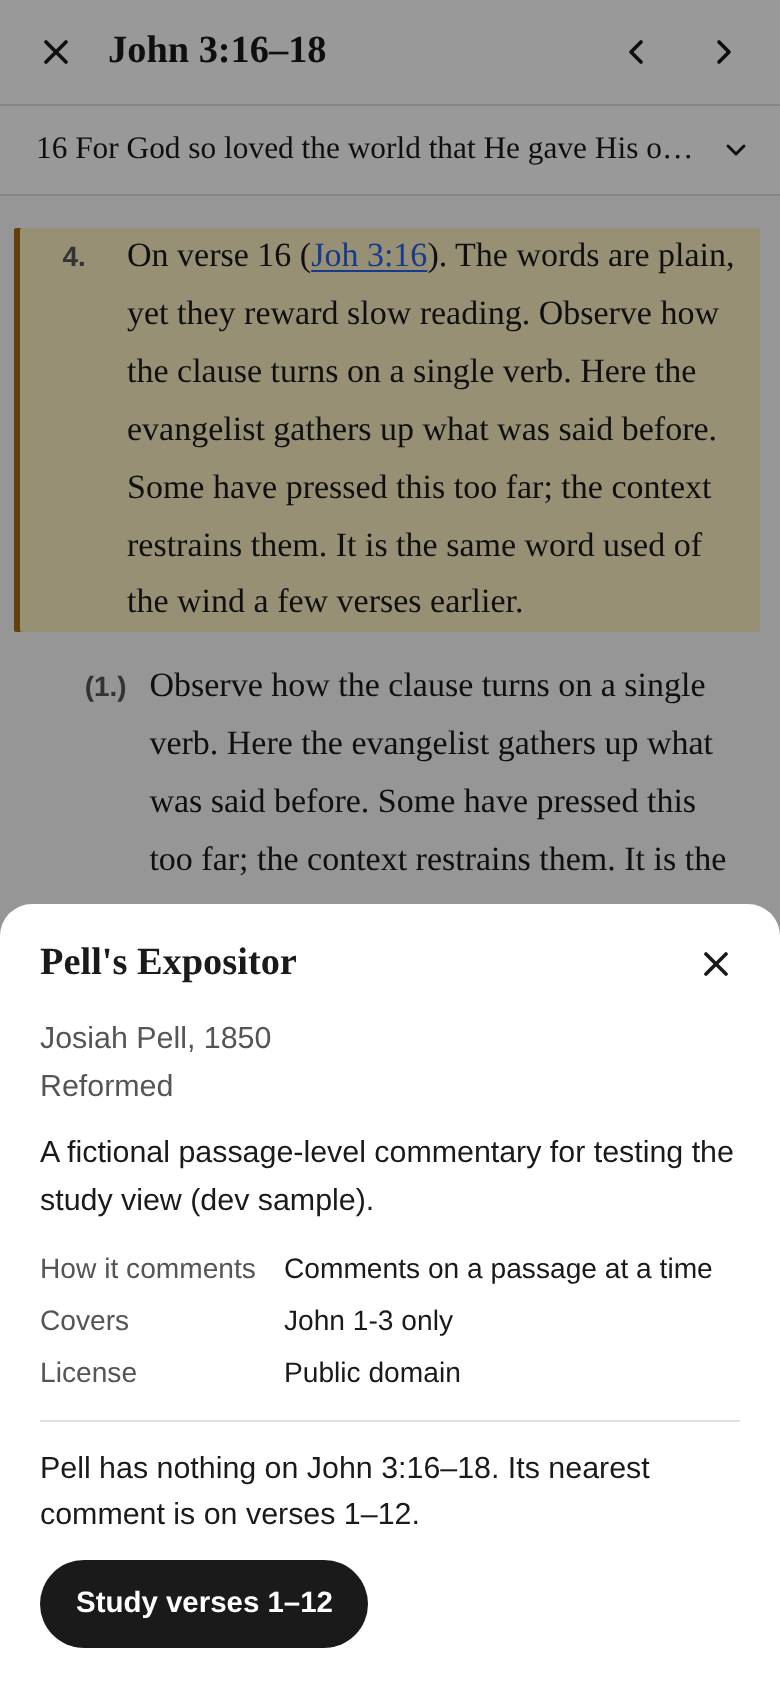 John 3:16–18
16 For God so loved the world that He gave His o…
4. On verse 16 (Joh 3:16). The words are plain,
yet they reward slow reading. Observe how
the clause turns on a single verb. Here the
evangelist gathers up what was said before.
Some have pressed this too far; the context
restrains them. It is the same word used of
the wind a few verses earlier.
(1.) Observe how the clause turns on a single
verb. Here the evangelist gathers up what
was said before. Some have pressed this
too far; the context restrains them. It is the
Pell's Expositor
Josiah Pell, 1850
Reformed
A fictional passage-level commentary for testing the
study view (dev sample).
How it comments Comments on a passage at a time
Covers John 1-3 only
License Public domain
Pell has nothing on John 3:16–18. Its nearest
comment is on verses 1–12.
Study verses 1–12